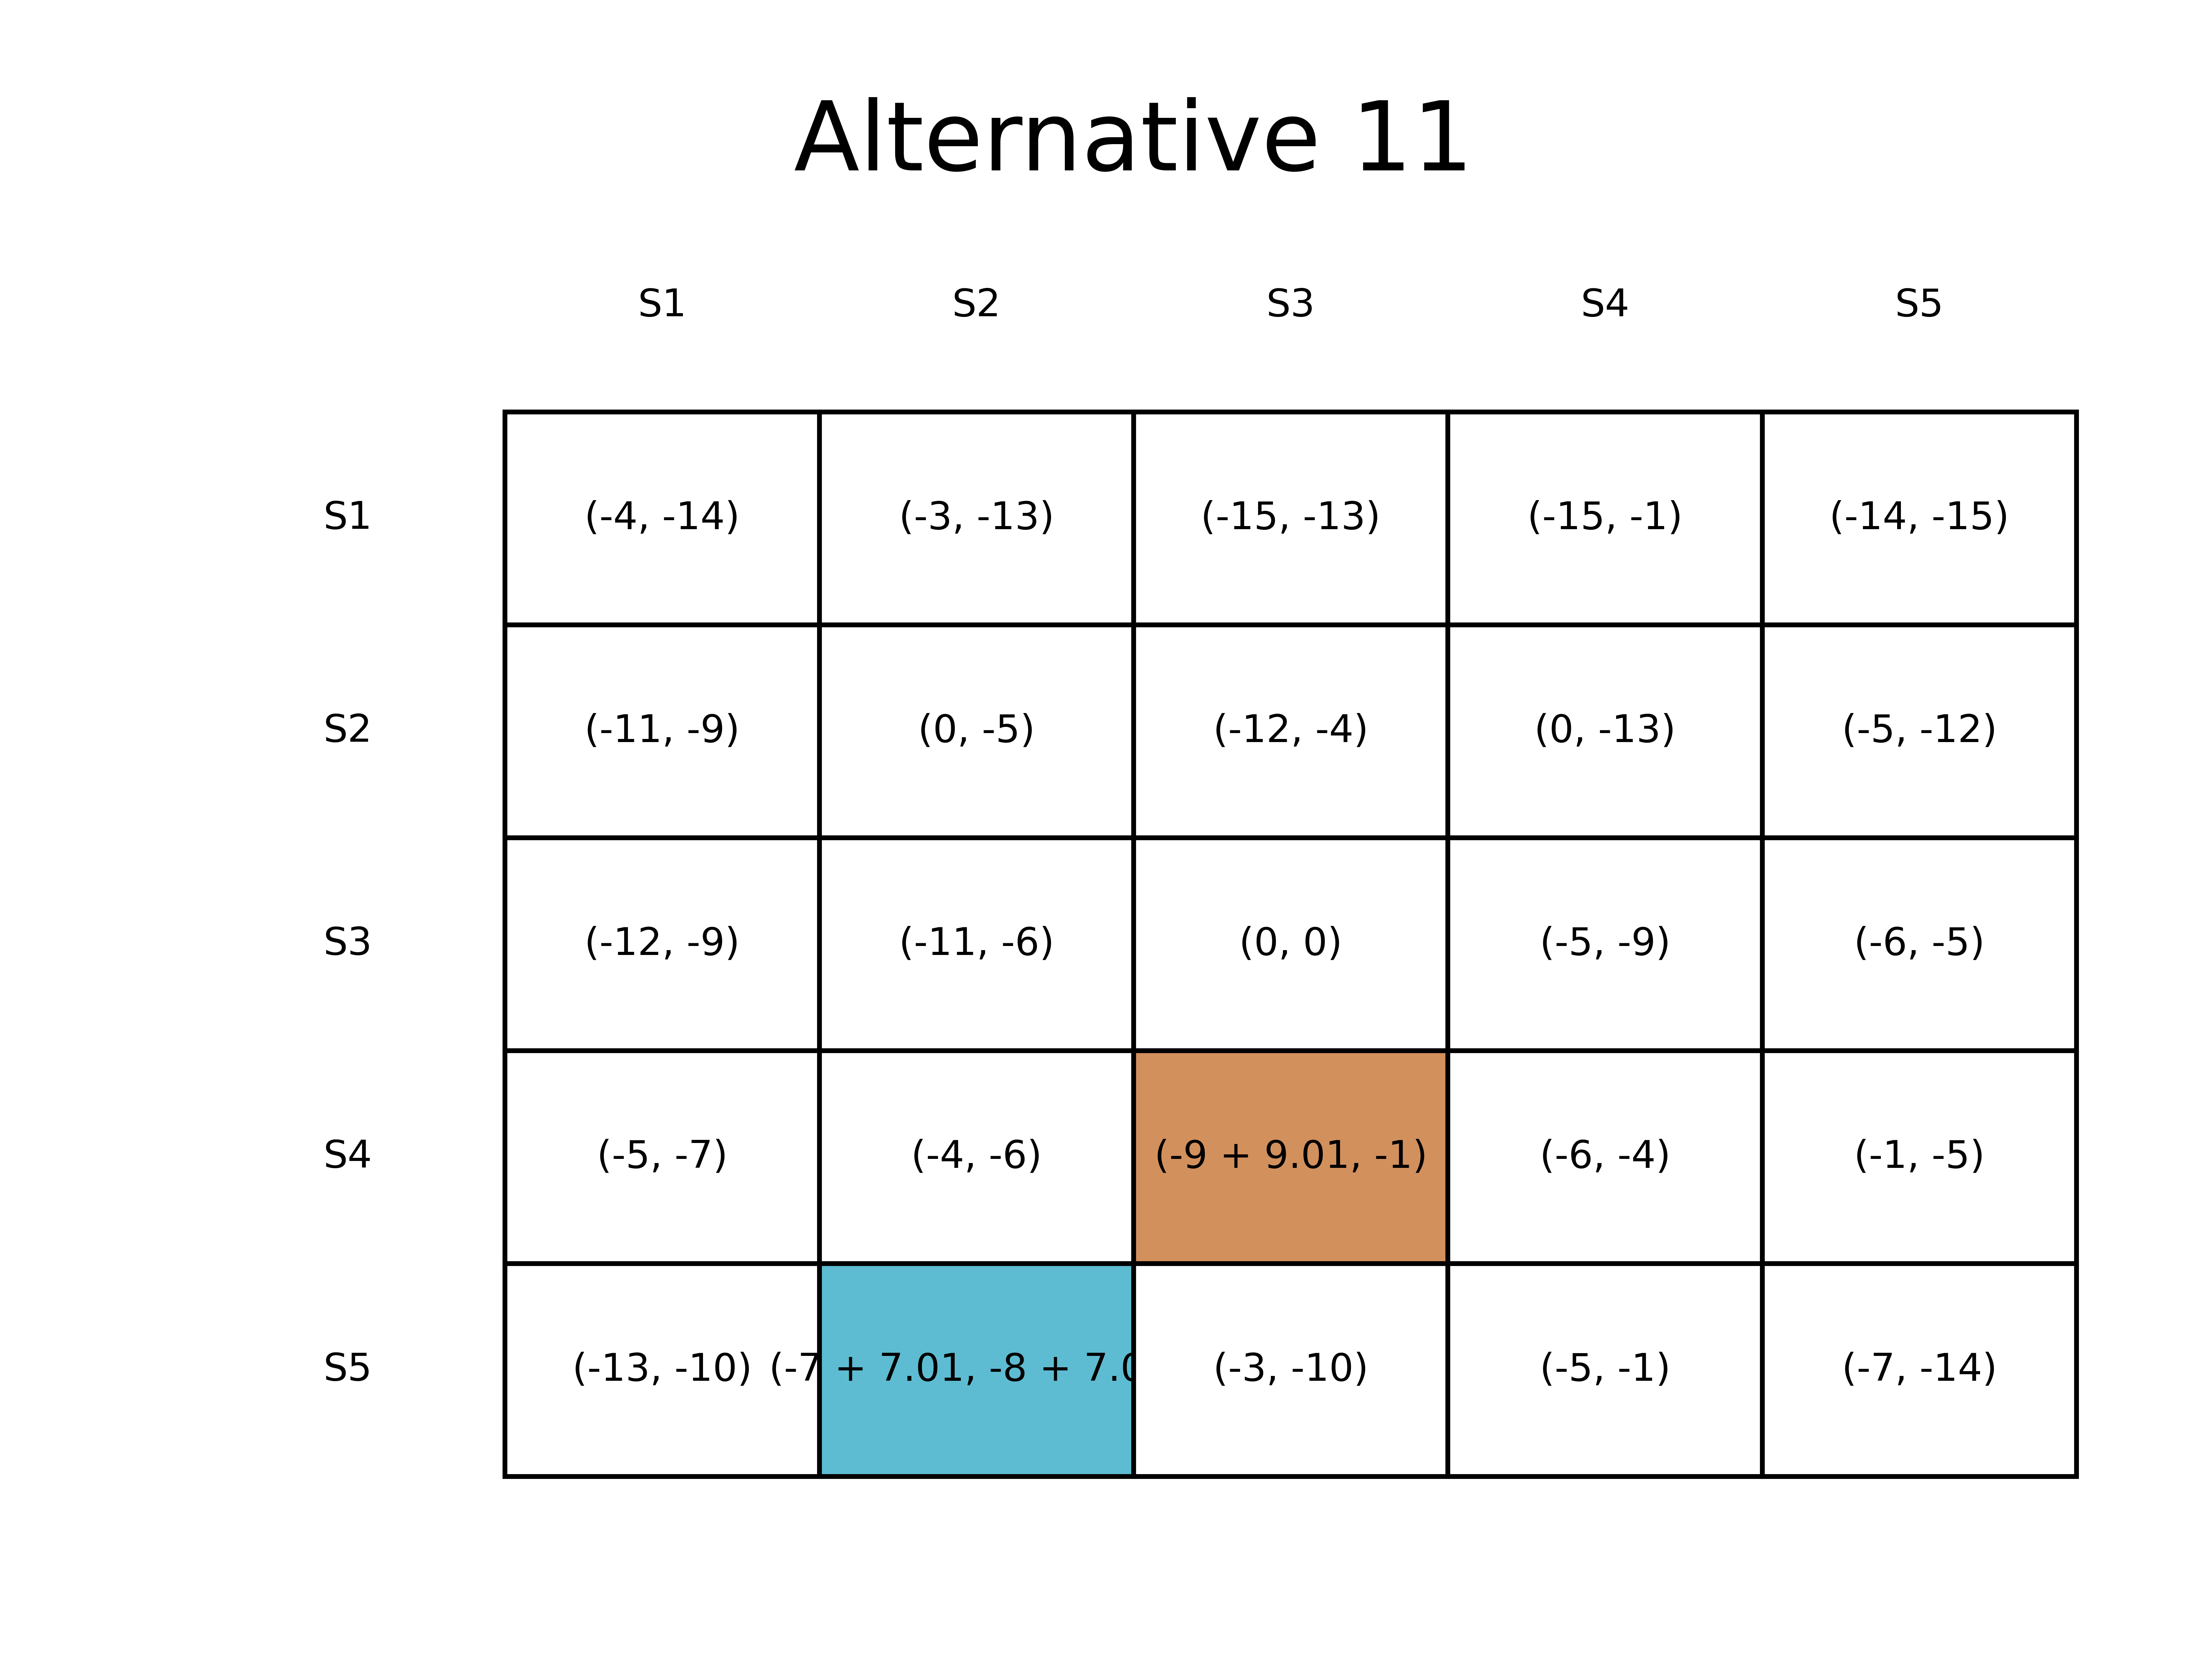 Alternative 11
S1 S2 S3 S4 S5
S1 (-4, -14) (-3, -13) (-15, -13) (-15, -1) (-14, -15)
S2 (-11, -9) (0, -5) (-12, -4) (0, -13) (-5, -12)
S3 (-12, -9) (-11, -6) (0, 0) (-5, -9) (-6, -5)
S4 (-5, -7) (-4, -6) (-9 + 9.01, -1) (-6, -4) (-1, -5)
S5 (-13, -10) (-7 + 7.01, -8 + 7.0 (-3, -10) (-5, -1) (-7, -14)